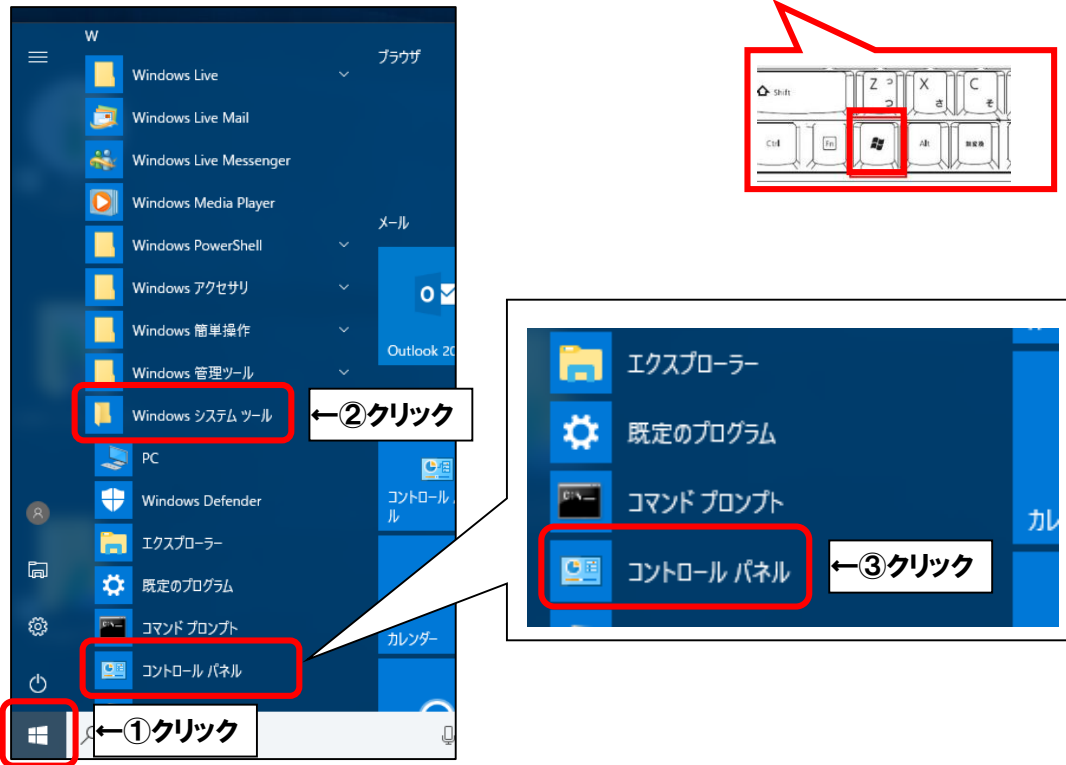 W
Windows Live
Windows Live Mail
Windows Live Messenger
Windows Media Player
Windows PowerShell
Windows アクセサリ
Windows 簡単操作
Windows 管理ツール
Windows システム ツール
←②クリック
PC
Windows Defender
エクスプローラー
既定のプログラム
コマンド プロンプト
コントロール パネル
←①クリック
ブラウザ
メール
Outlook 20
コントロール
ル
カレンダー
Shift
Z っ
つ
X
さ
C
そ
Ctrl
Fn
Alt
無変換
エクスプローラー
既定のプログラム
コマンド プロンプト
コントロール パネル
←③クリック
カレ